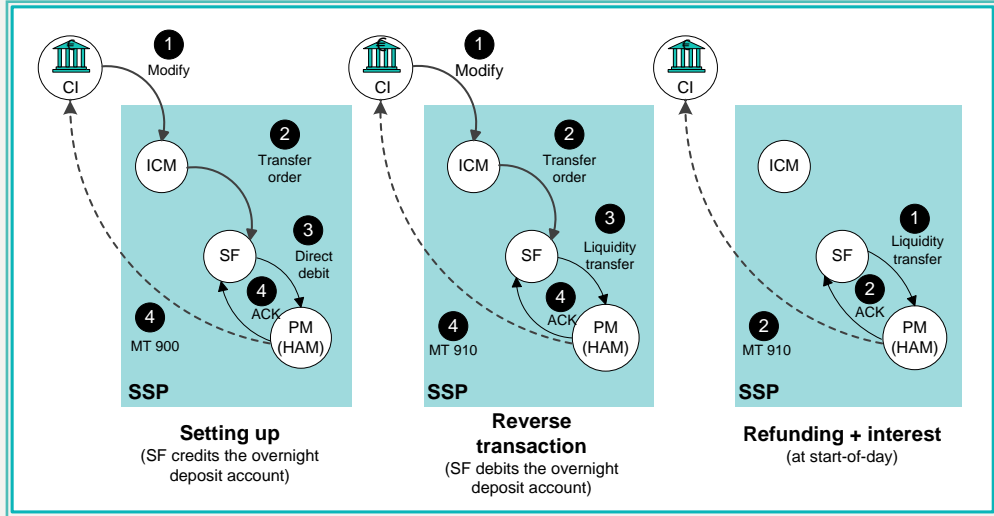 €
CI
1
Modify
ICM
2
Transfer
order
SF
3
Direct
debit
4
ACK
PM
(HAM)
4
MT 900
SSP
Setting up
(SF credits the overnight
deposit account)
€
CI
1
Modify
ICM
2
Transfer
order
SF
3
Liquidity
transfer
4
ACK
PM
(HAM)
4
MT 910
SSP
Reverse
transaction
(SF debits the overnight
deposit account)
€
CI
ICM
SF
1
Liquidity
transfer
2
ACK
PM
(HAM)
2
MT 910
SSP
Refunding + interest
(at start-of-day)